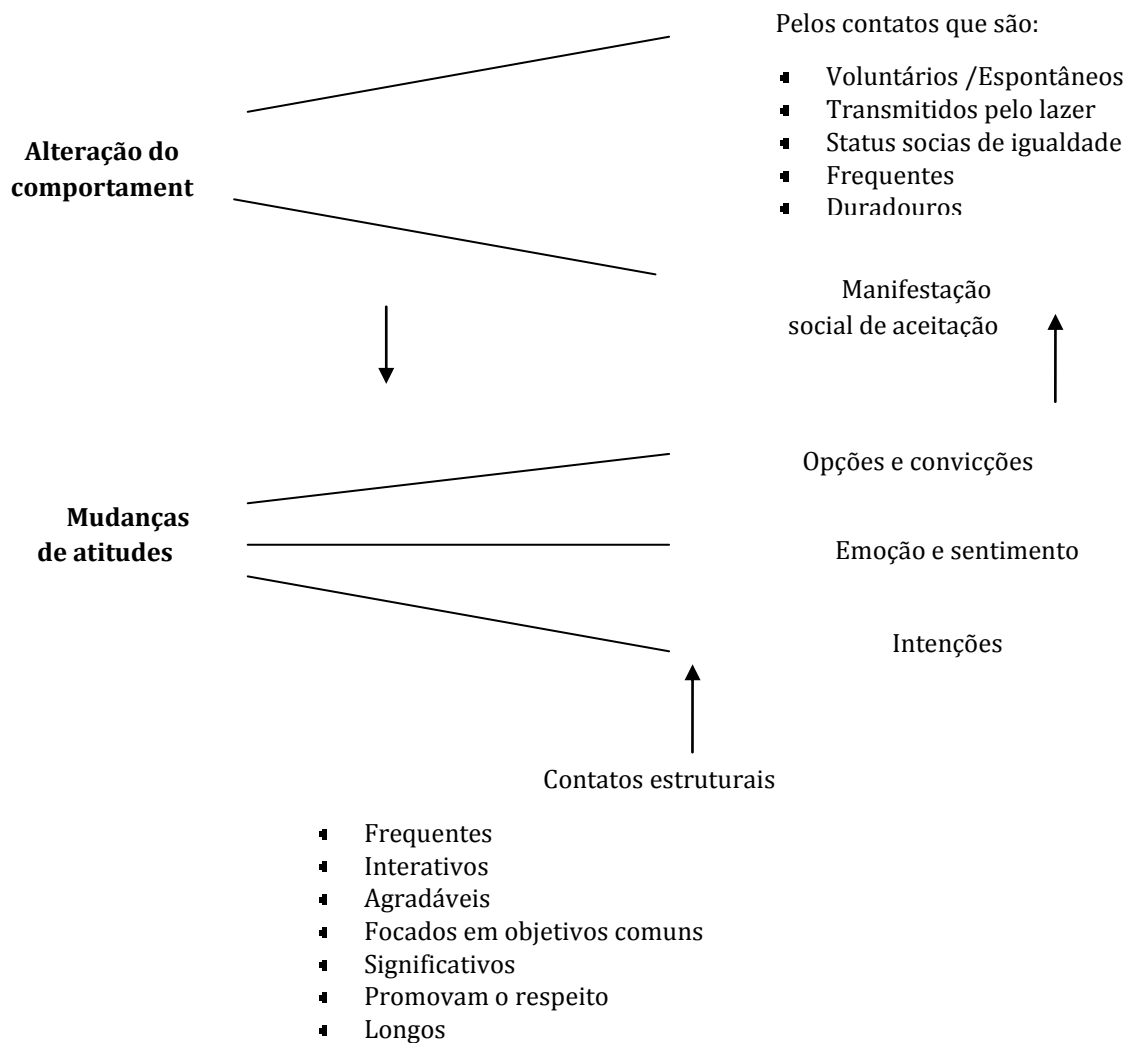 Pelos contatos que são:
Voluntários /Espontâneos
Transmitidos pelo lazer
Status socias de igualdade
Frequentes
Duradouros
Alteração do
comportament
Manifestação
social de aceitação
Opções e convicções
Mudanças
de atitudes
Emoção e sentimento
Intenções
Contatos estruturais
Frequentes
Interativos
Agradáveis
Focados em objetivos comuns
Significativos
Promovam o respeito
Longos